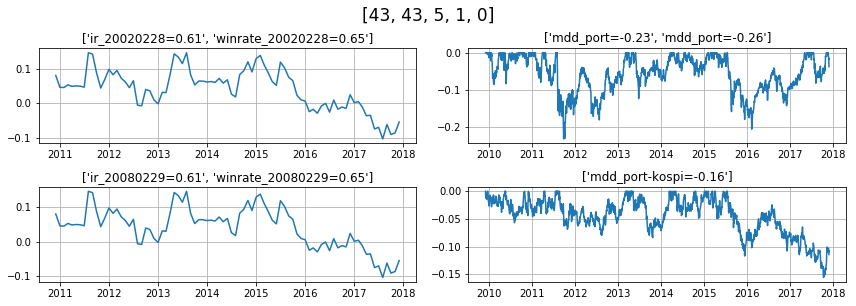 [43, 43, 5, 1, 0]
['ir_20020228=0.61', 'winrate_20020228=0.65']
0.1
0.0
−0.1
2011 2012 2013 2014 2015 2016 2017 2018
['mdd_port=-0.23', 'mdd_port=-0.26']
0.0
−0.1
−0.2
2010 2011 2012 2013 2014 2015 2016 2017 2018
['ir_20080229=0.61', 'winrate_20080229=0.65']
0.1
0.0
−0.1
2011 2012 2013 2014 2015 2016 2017 2018
['mdd_port-kospi=-0.16']
0.00
−0.05
−0.10
−0.15
2010 2011 2012 2013 2014 2015 2016 2017 2018